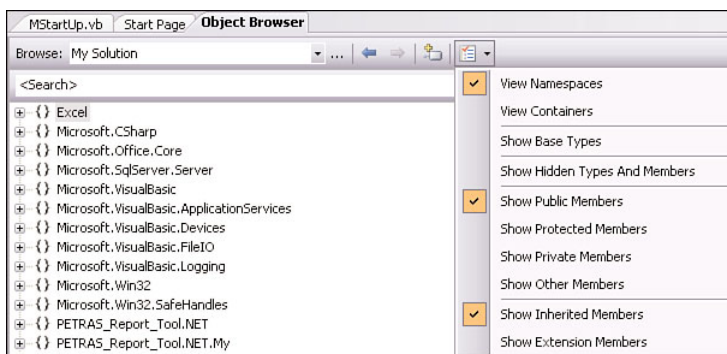 MStartUp.vb Start Page Object Browser
Browse: My Solution ...
<Search>
{} Excel
{} Microsoft.CSharp
{} Microsoft.Office.Core
{} Microsoft.SqlServer.Server
{} Microsoft.VisualBasic
{} Microsoft.VisualBasic.ApplicationServices
{} Microsoft.VisualBasic.Devices
{} Microsoft.VisualBasic.FileIO
{} Microsoft.VisualBasic.Logging
{} Microsoft.Win32
{} Microsoft.Win32.SafeHandles
{} PETRAS_Report_Tool.NET
{} PETRAS_Report_Tool.NET.My
View Namespaces
View Containers
Show Base Types
Show Hidden Types And Members
Show Public Members
Show Protected Members
Show Private Members
Show Other Members
Show Inherited Members
Show Extension Members